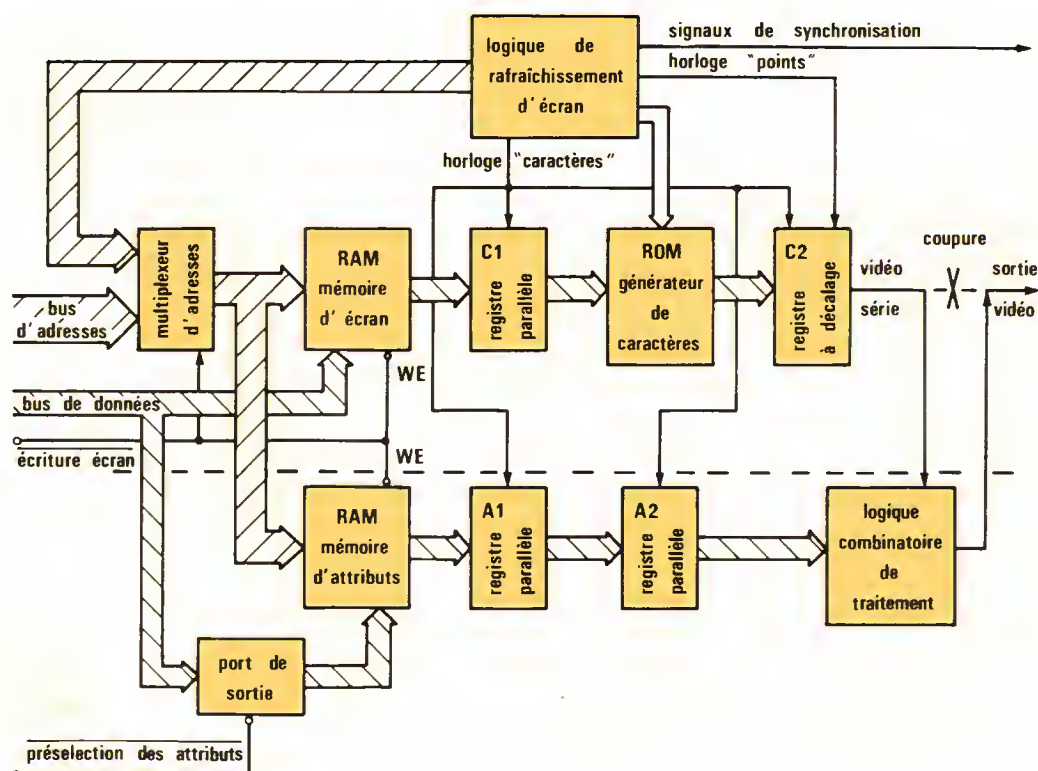 logique de
rafraîchissement
d'écran
signaux de synchronisation
horloge "points"
horloge "caractères"
multiplexeur
d'adresses
RAM
mémoire
d'écran
C1
registre
parallèle
ROM
générateur
de
caractères
C2
registre
à décalage
vidéo
série
coupure
sortie
vidéo
bus
d'adresses
bus de données
écriture écran
WE
WE
RAM
mémoire
d'attributs
A1
registre
parallèle
A2
registre
parallèle
logique
combinatoire
de
traitement
port de
sortie
préselection des attributs